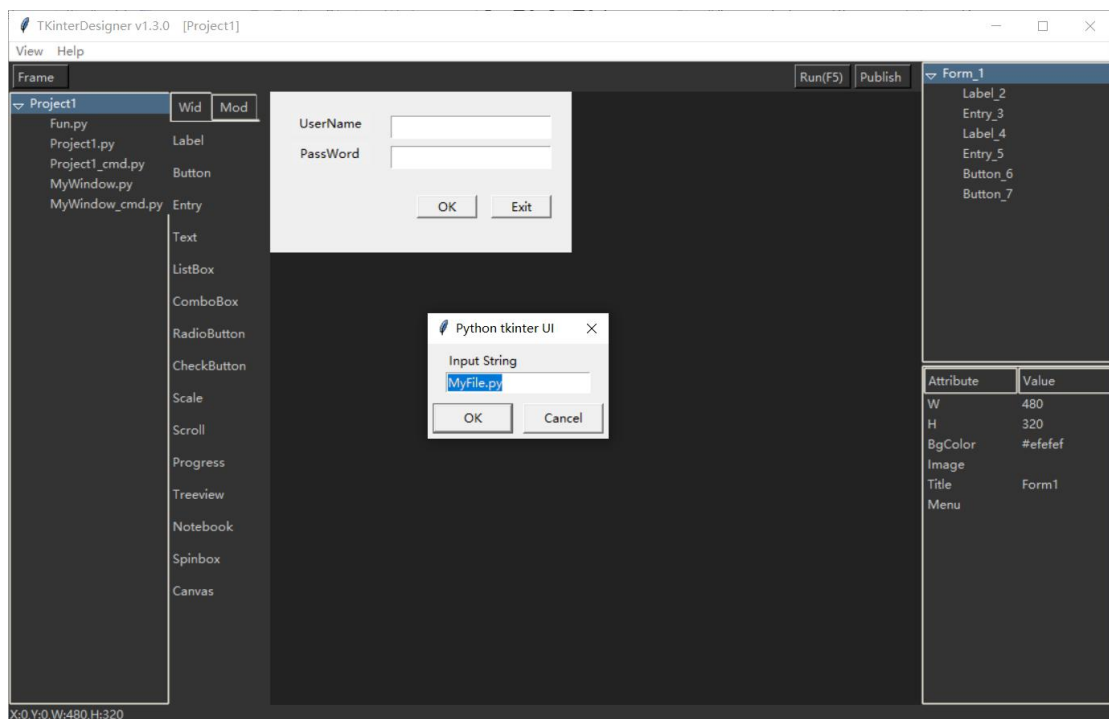 TKinterDesigner v1.3.0 [Project1]
View Help
Frame
Run(F5) Publish
Project1
Fun.py
Project1.py
Project1_cmd.py
MyWindow.py
MyWindow_cmd.py
Wid Mod
Label
Button
Entry
Text
ListBox
ComboBox
RadioButton
CheckButton
Scale
Scroll
Progress
Treeview
Notebook
Spinbox
Canvas
UserName
PassWord
OK Exit
Python tkinter UI
Input String
MyFile.py
OK Cancel
Form_1
Label_2
Entry_3
Label_4
Entry_5
Button_6
Button_7
Attribute Value
W 480
H 320
BgColor #efefef
Image
Title Form1
Menu
X:0,Y:0,W:480,H:320